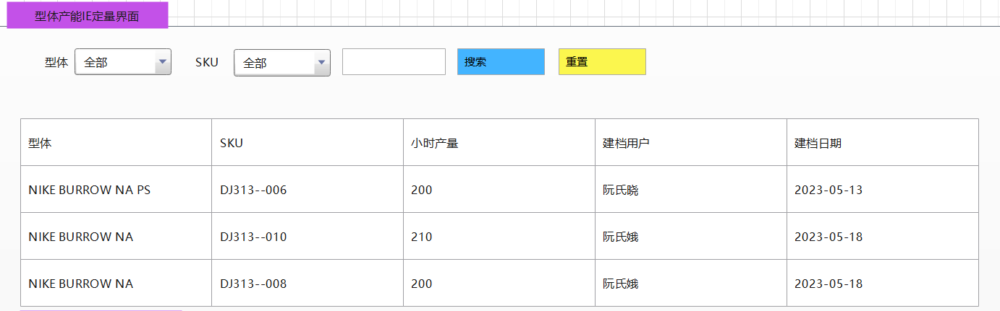 型体产能IE定量界面
型体 全部 SKU 全部 搜索 重置
型体 SKU 小时产量 建档用户 建档日期
NIKE BURROW NA PS DJ313--006 200 阮氏晓 2023-05-13
NIKE BURROW NA DJ313--010 210 阮氏娥 2023-05-18
NIKE BURROW NA DJ313--008 200 阮氏娥 2023-05-18